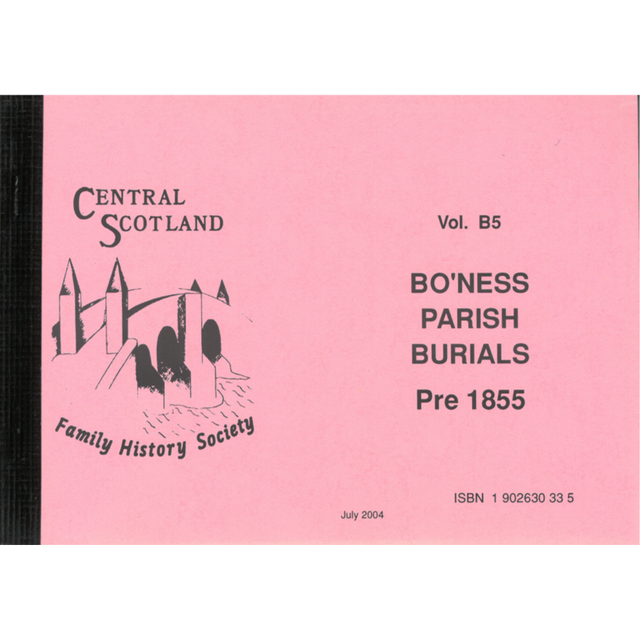 CENTRAL
SCOTLAND
Family History Society
Vol. B5
BO'NESS
PARISH
BURIALS
Pre 1855
ISBN 1 902630 33 5
July 2004